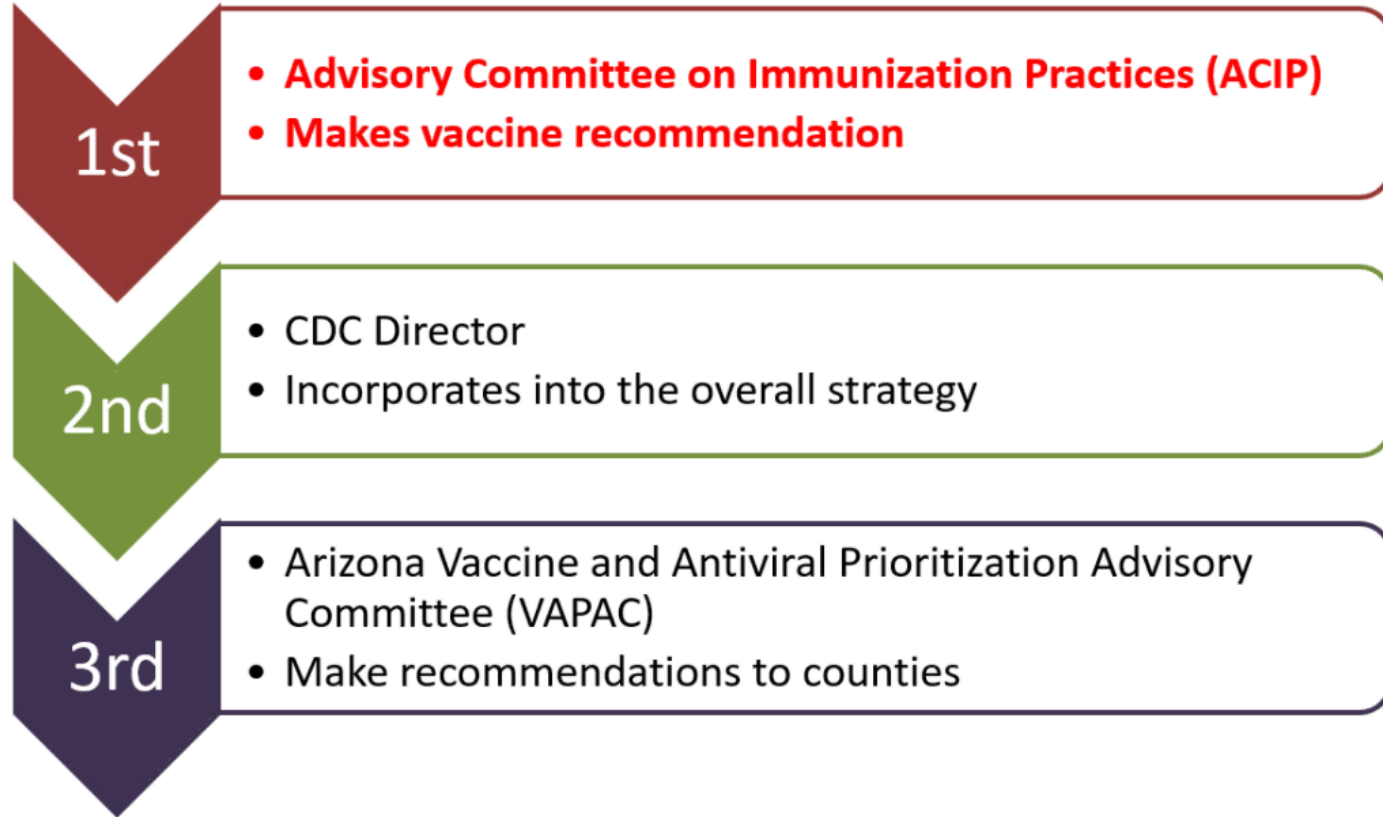 1st
• Advisory Committee on Immunization Practices (ACIP)
• Makes vaccine recommendation
2nd
• CDC Director
• Incorporates into the overall strategy
3rd
• Arizona Vaccine and Antiviral Prioritization Advisory
Committee (VAPAC)
• Make recommendations to counties